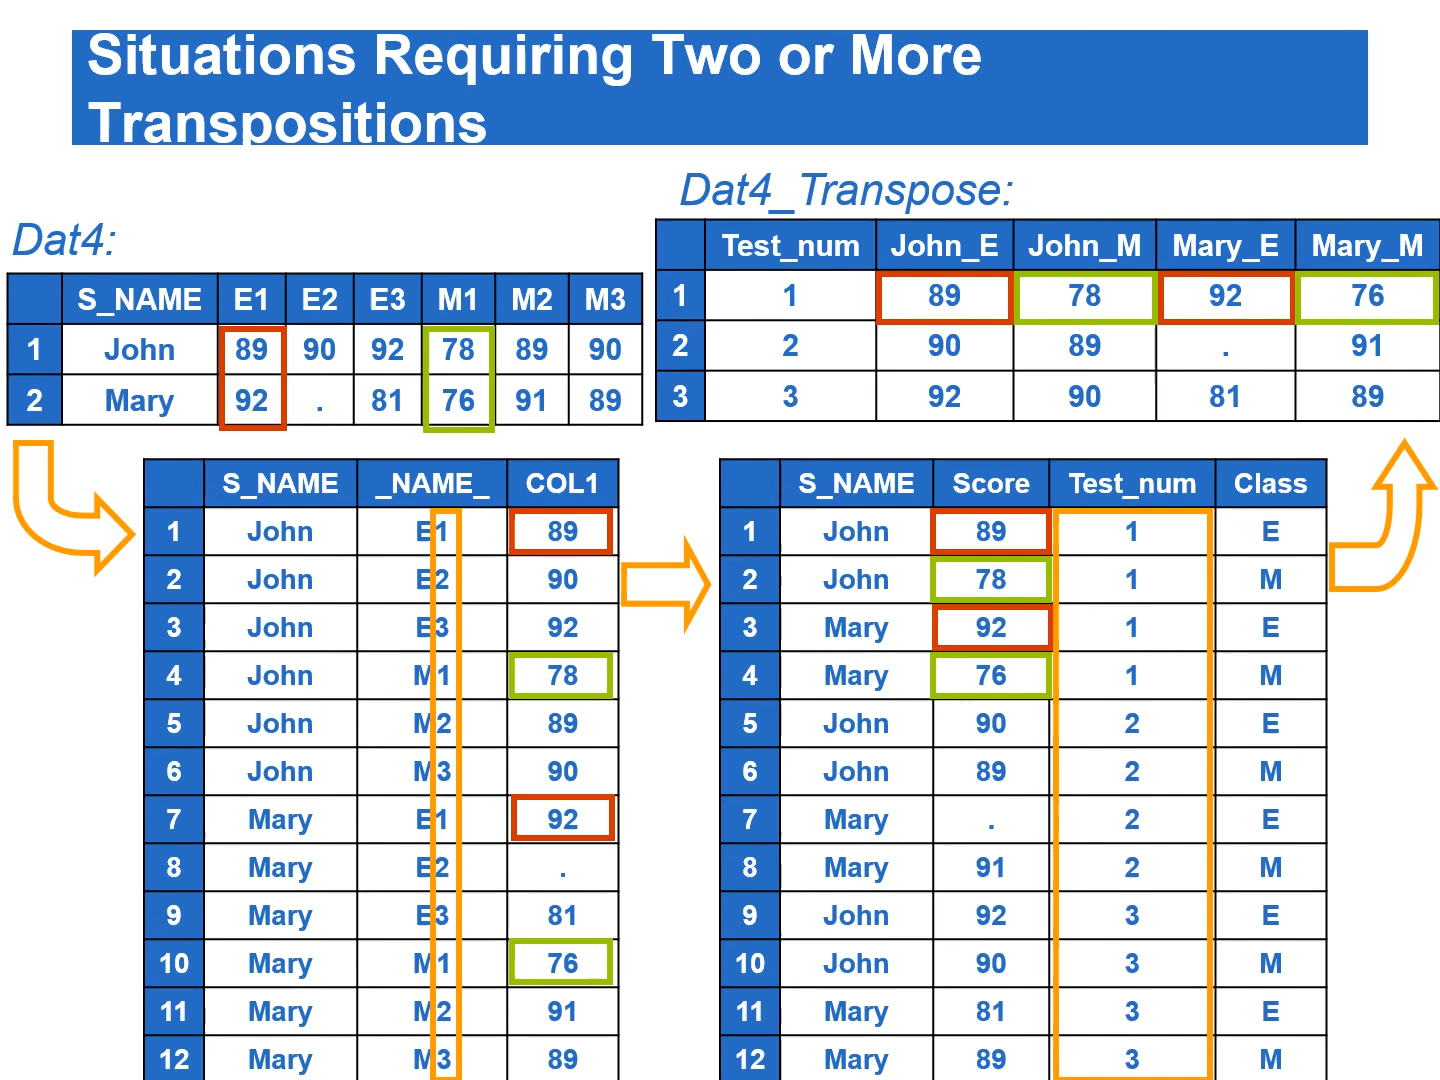 Situations Requiring Two or More
Transpositions
Dat4:
S_NAME E1 E2 E3 M1 M2 M3
1 John 89 90 92 78 89 90
2 Mary 92 . 81 76 91 89
Dat4_Transpose:
Test_num John_E John_M Mary_E Mary_M
1 1 89 78 92 76
2 2 90 89 . 91
3 3 92 90 81 89
S_NAME _NAME_ COL1
1 John E1 89
2 John E2 90
3 John E3 92
4 John M1 78
5 John M2 89
6 John M3 90
7 Mary E1 92
8 Mary E2 .
9 Mary E3 81
10 Mary M1 76
11 Mary M2 91
12 Mary M3 89
S_NAME Score Test_num Class
1 John 89 1 E
2 John 78 1 M
3 Mary 92 1 E
4 Mary 76 1 M
5 John 90 2 E
6 John 89 2 M
7 Mary . 2 E
8 Mary 91 2 M
9 John 92 3 E
10 John 90 3 M
11 Mary 81 3 E
12 Mary 89 3 M